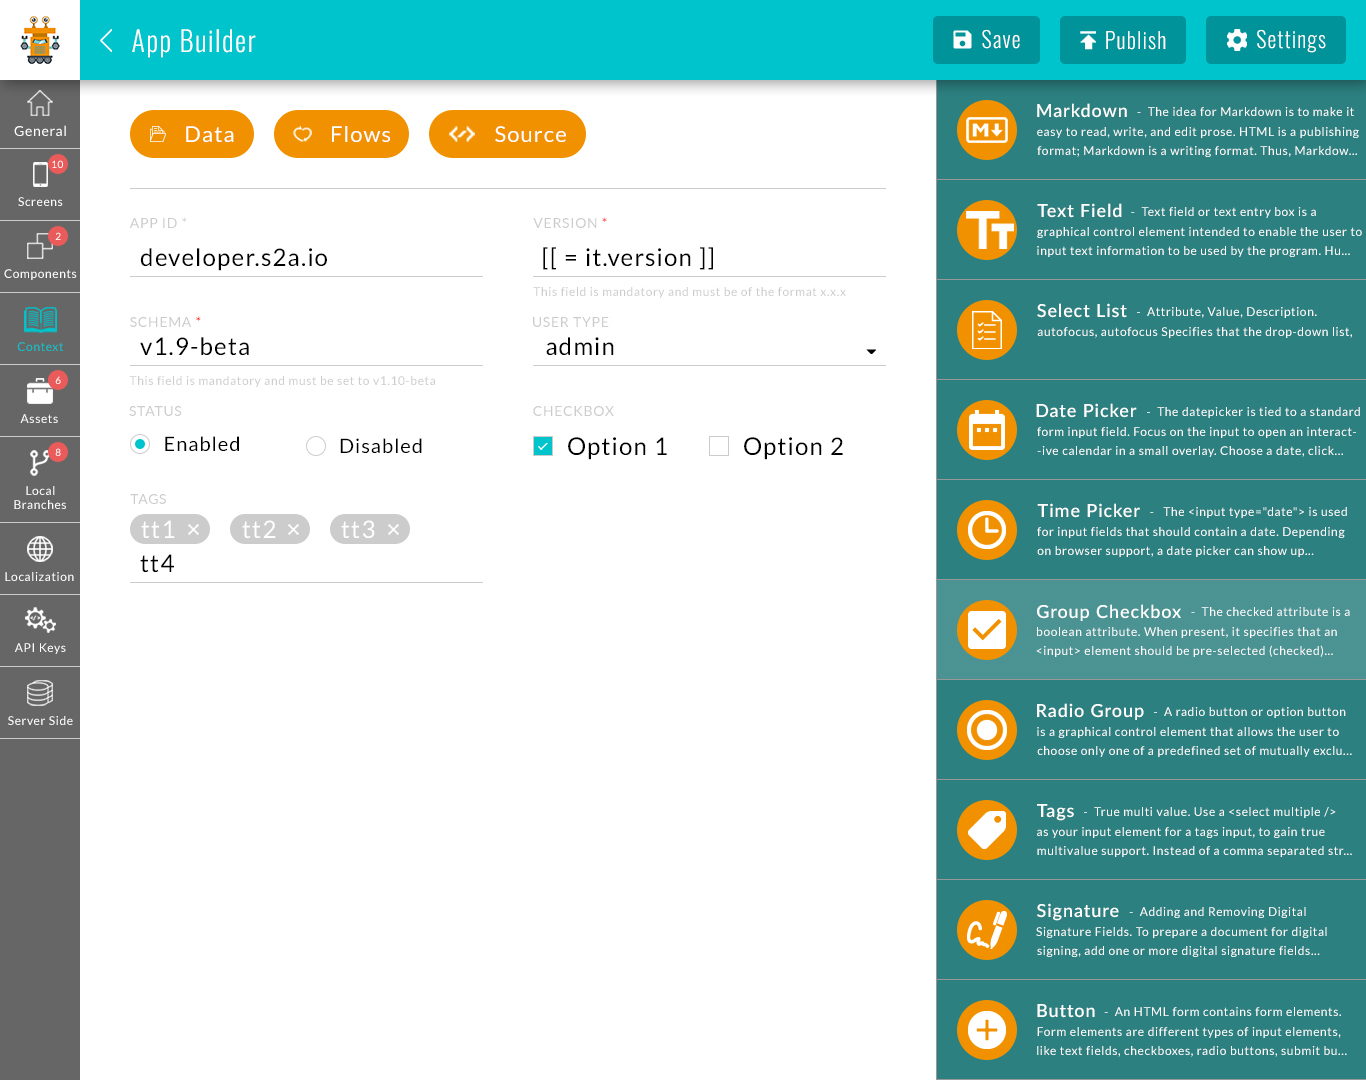 App Builder
Save
Publish
Settings
General
10
Screens
2
Components
Context
6
Assets
8
Local
Branches
Localization
API Keys
Server Side
Data
Flows
Source
APP ID *
developer.s2a.io
VERSION *
[[ = it.version ]]
This field is mandatory and must be of the format x.x.x
SCHEMA *
v1.9-beta
This field is mandatory and must be set to v1.10-beta
USER TYPE
admin
STATUS
Enabled
Disabled
CHECKBOX
Option 1
Option 2
TAGS
tt1 ×
tt2 ×
tt3 ×
tt4
Markdown - The idea for Markdown is to make it
easy to read, write, and edit prose. HTML is a publishing
format; Markdown is a writing format. Thus, Markdow...
Text Field - Text field or text entry box is a
graphical control element intended to enable the user to
input text information to be used by the program. Hu...
Select List - Attribute, Value, Description.
autofocus, autofocus Specifies that the drop-down list,
Date Picker - The datepicker is tied to a standard
form input field. Focus on the input to open an interact-
-ive calendar in a small overlay. Choose a date, click...
Time Picker - The <input type="date"> is used
for input fields that should contain a date. Depending
on browser support, a date picker can show up...
Group Checkbox - The checked attribute is a
boolean attribute. When present, it specifies that an
<input> element should be pre-selected (checked)...
Radio Group - A radio button or option button
is a graphical control element that allows the user to
choose only one of a predefined set of mutually exclu...
Tags - True multi value. Use a <select multiple />
as your input element for a tags input, to gain true
multivalue support. Instead of a comma separated str...
Signature - Adding and Removing Digital
Signature Fields. To prepare a document for digital
signing, add one or more digital signature fields...
Button - An HTML form contains form elements.
Form elements are different types of input elements,
like text fields, checkboxes, radio buttons, submit bu...